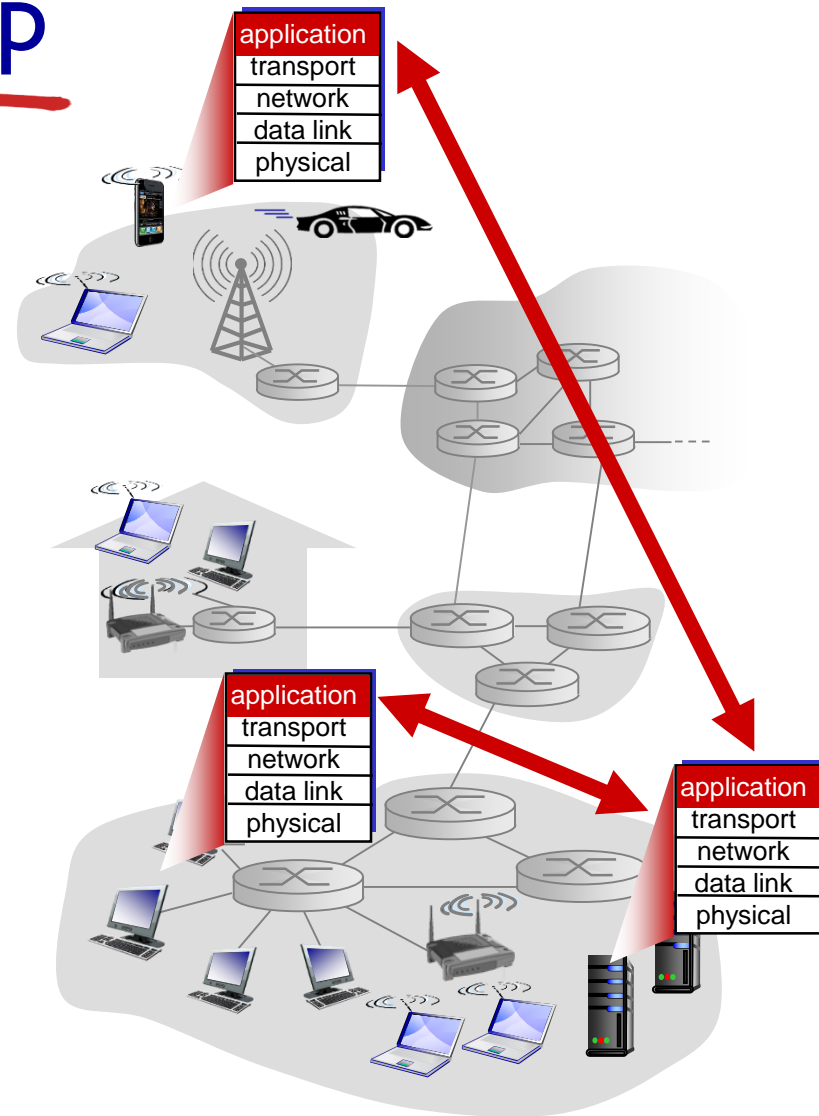 p
application
transport
network
data link
physical
application
transport
network
data link
physical
application
transport
network
data link
physical